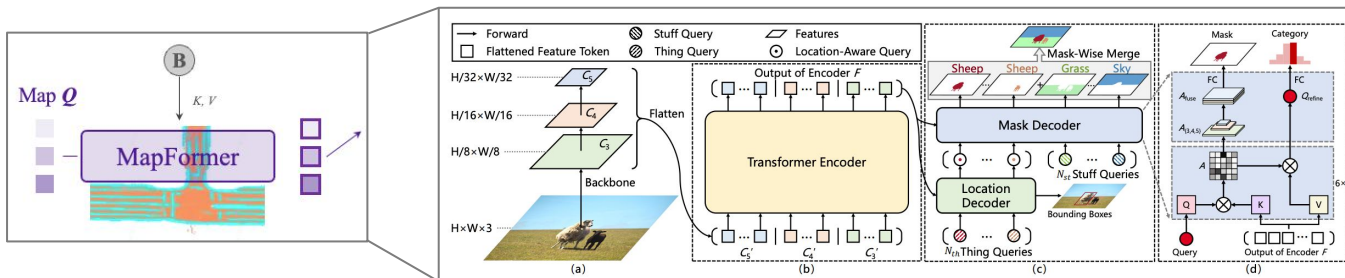 B
Map Q
K, V
MapFormer
Forward
Flattened Feature Token
Stuff Query
Thing Query
Features
Location-Aware Query
H/32×W/32
H/16×W/16
H/8×W/8
H×W×3
C5
C4
C3
Flatten
Backbone
(a)
Output of Encoder F
Transformer Encoder
C5′
C4′
C3′
(b)
Mask-Wise Merge
Sheep
Sheep
Grass
Sky
+
Mask Decoder
Nst Stuff Queries
Location Decoder
Bounding Boxes
Nth Thing Queries
(c)
Mask
Category
FC
FC
Afuse
Qrefine
A(3,4,5)
A
6×
Q
K
V
Query
Output of Encoder F
(d)